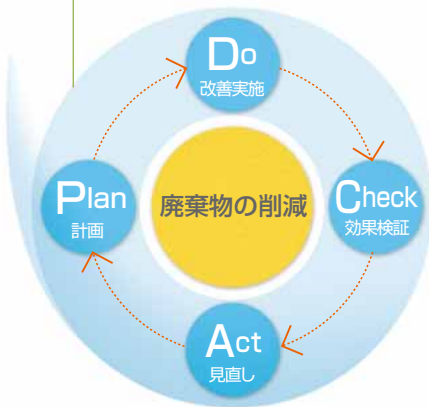 Do
改善実施
Plan
計画
廃棄物の削減
Check
効果検証
Act
見直し